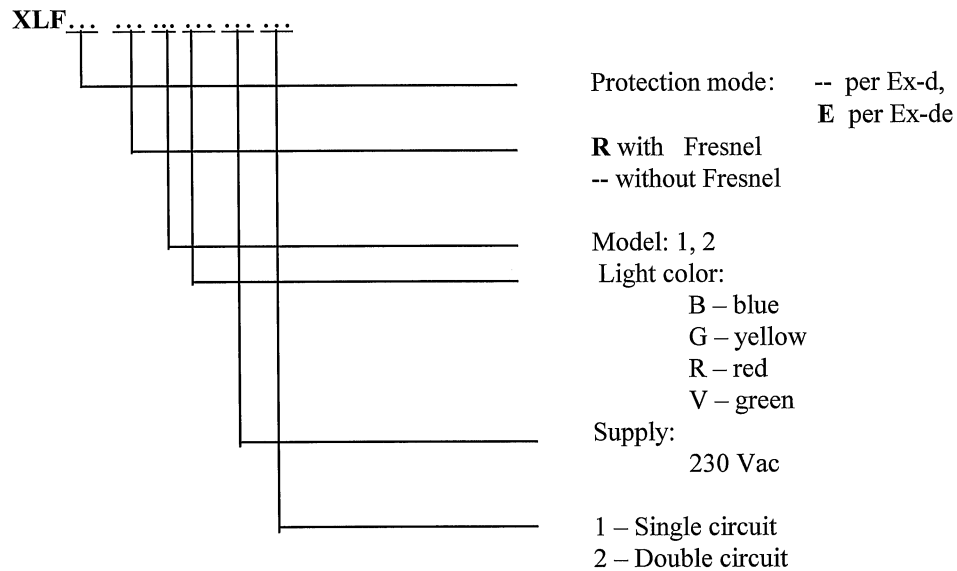 XLF... ... ... ... ... ...
Protection mode: -- per Ex-d,
E per Ex-de
R with Fresnel
-- without Fresnel
Model: 1, 2
Light color:
B – blue
G – yellow
R – red
V – green
Supply:
230 Vac
1 – Single circuit
2 – Double circuit